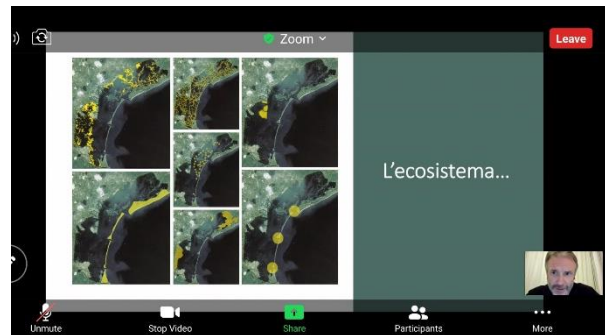 Zoom
Leave
L'ecosistema...
Unmute
Stop Video
Share
Participants
More